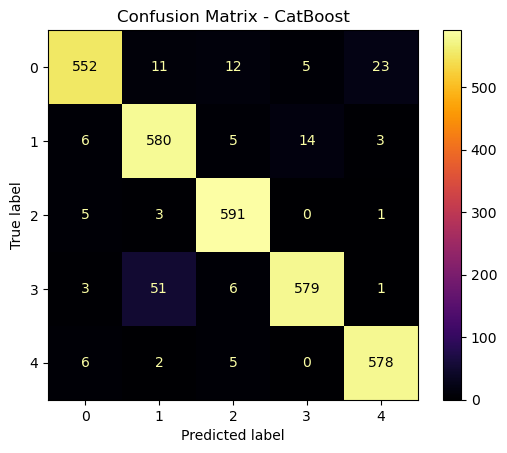 Confusion Matrix - CatBoost
0 552 11 12 5 23
1 6 580 5 14 3
2 5 3 591 0 1
3 3 51 6 579 1
4 6 2 5 0 578
0 1 2 3 4
Predicted label
True label
500
400
300
200
100
0